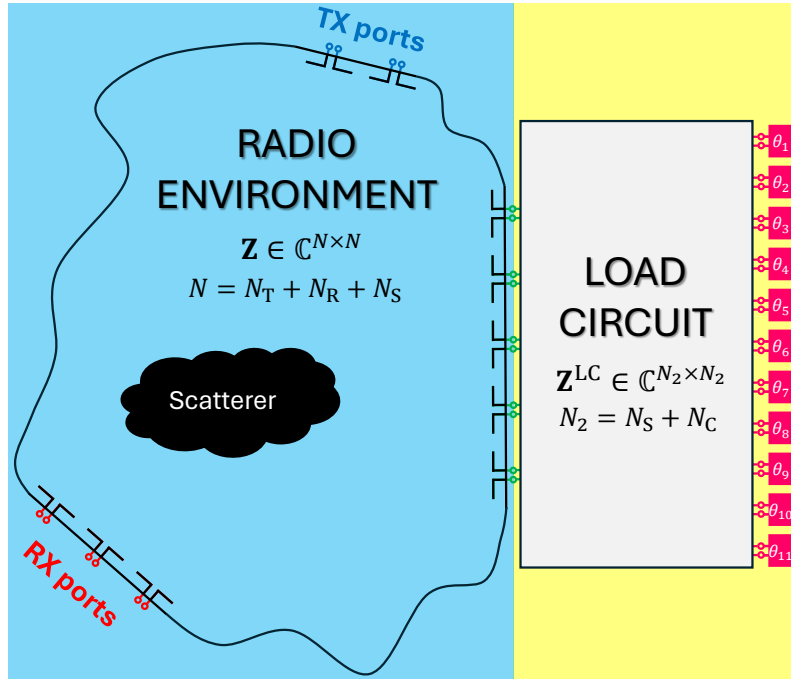 TX ports
RADIO
ENVIRONMENT
𝐙 ∈ ℂ^{N×N}
N = N_T + N_R + N_S
Scatterer
RX ports
LOAD
CIRCUIT
𝐙^{LC} ∈ ℂ^{N_2×N_2}
N_2 = N_S + N_C
θ_1
θ_2
θ_3
θ_4
θ_5
θ_6
θ_7
θ_8
θ_9
θ_10
θ_11